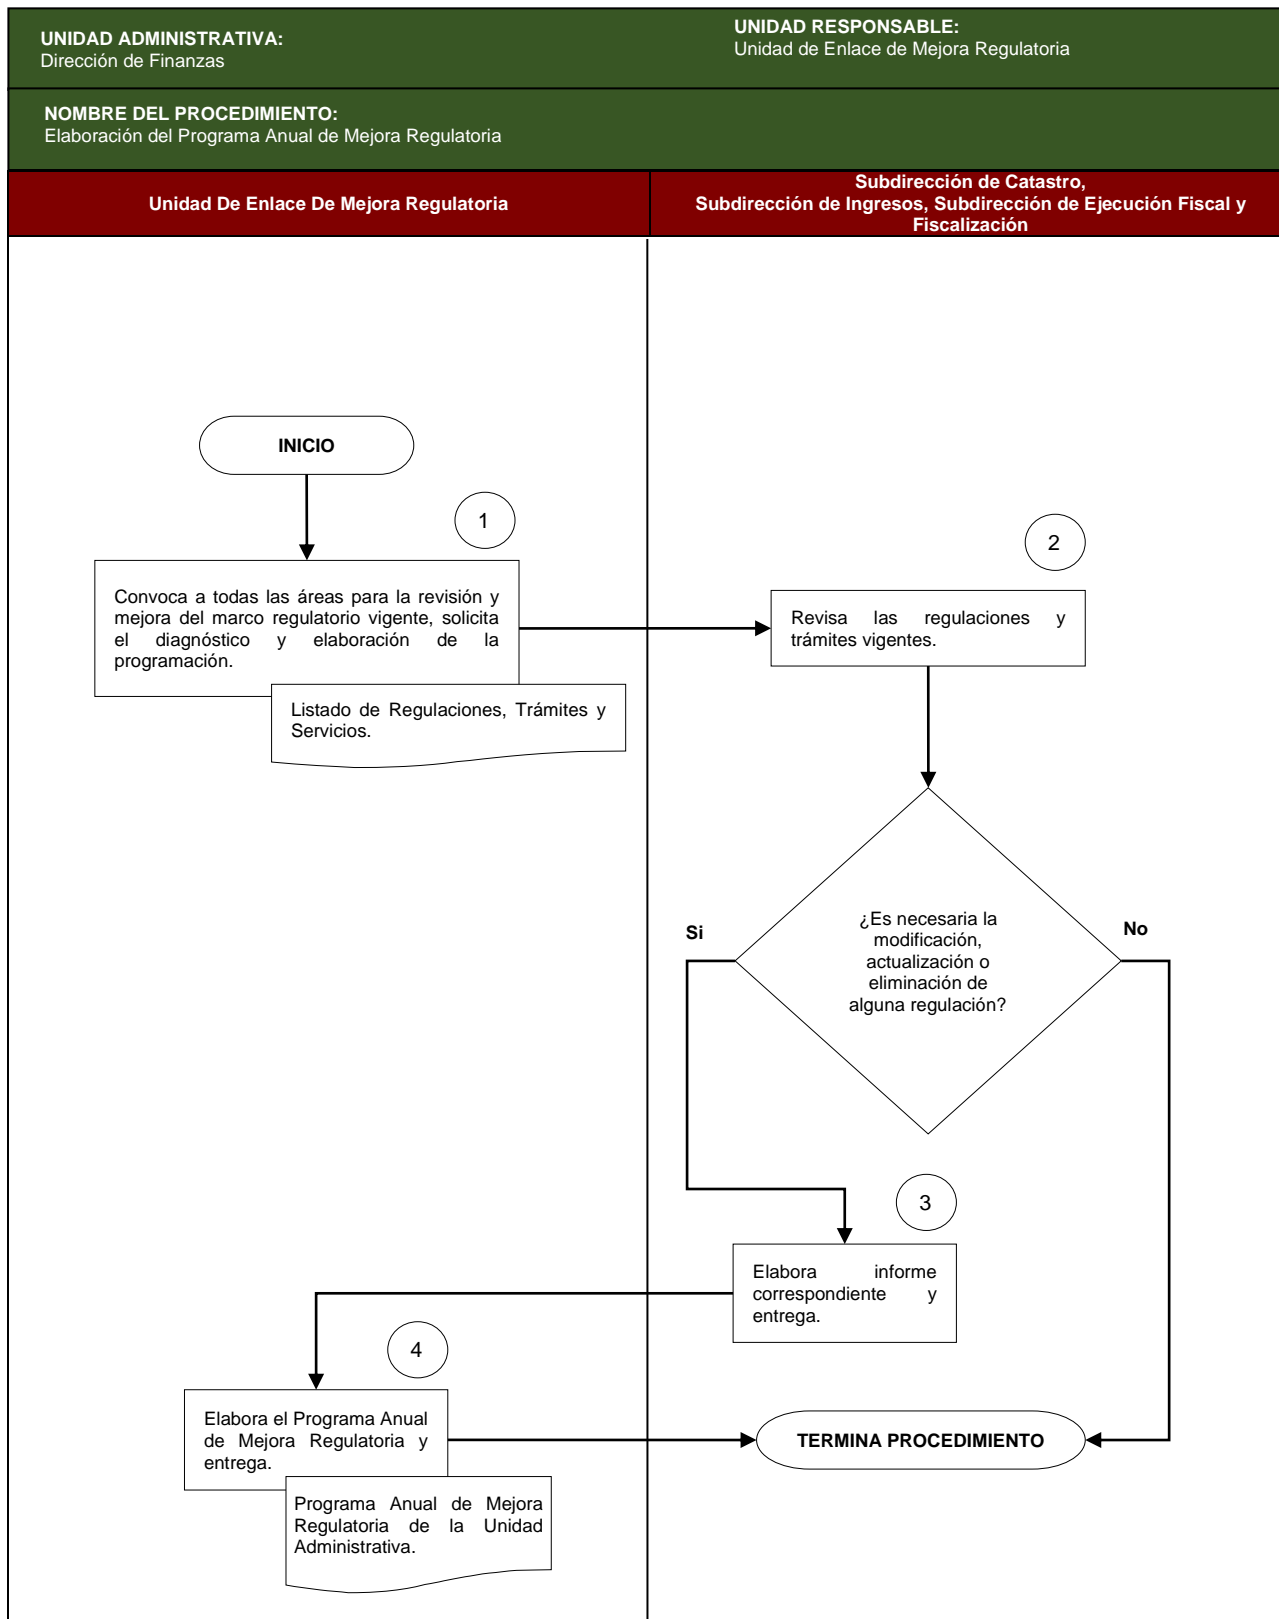 UNIDAD ADMINISTRATIVA:
Dirección de Finanzas
UNIDAD RESPONSABLE:
Unidad de Enlace de Mejora Regulatoria
NOMBRE DEL PROCEDIMIENTO:
Elaboración del Programa Anual de Mejora Regulatoria
Unidad De Enlace De Mejora Regulatoria
Subdirección de Catastro,
Subdirección de Ingresos, Subdirección de Ejecución Fiscal y
Fiscalización
INICIO
1
Convoca a todas las áreas para la revisión y
mejora del marco regulatorio vigente, solicita
el diagnóstico y elaboración de la
programación.
Listado de Regulaciones, Trámites y
Servicios.
2
Revisa las regulaciones y
trámites vigentes.
¿Es necesaria la
modificación,
actualización o
eliminación de
alguna regulación?
Si
No
3
Elabora informe
correspondiente y
entrega.
4
Elabora el Programa Anual
de Mejora Regulatoria y
entrega.
Programa Anual de Mejora
Regulatoria de la Unidad
Administrativa.
TERMINA PROCEDIMIENTO